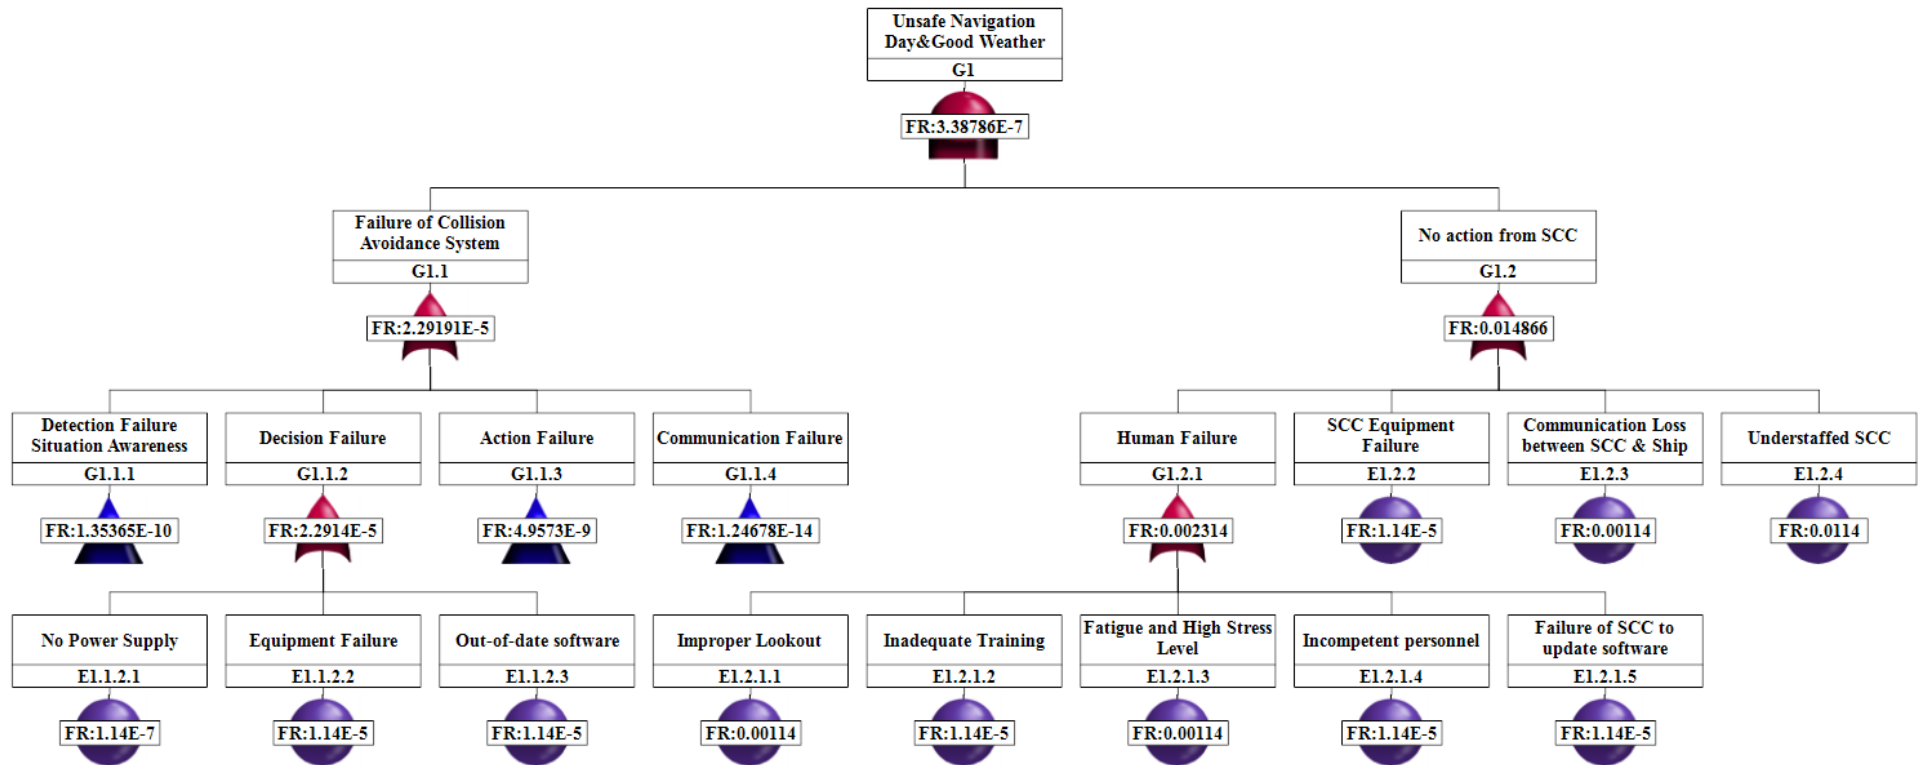 Unsafe Navigation
Day&Good Weather
G1
FR:3.38786E-7
Failure of Collision
Avoidance System
G1.1
FR:2.29191E-5
No action from SCC
G1.2
FR:0.014866
Detection Failure
Situation Awareness
G1.1.1
FR:1.35365E-10
Decision Failure
G1.1.2
FR:2.2914E-5
Action Failure
G1.1.3
FR:4.9573E-9
Communication Failure
G1.1.4
FR:1.24678E-14
Human Failure
G1.2.1
FR:0.002314
SCC Equipment
Failure
E1.2.2
FR:1.14E-5
Communication Loss
between SCC & Ship
E1.2.3
FR:0.00114
Understaffed SCC
E1.2.4
FR:0.0114
No Power Supply
E1.1.2.1
FR:1.14E-7
Equipment Failure
E1.1.2.2
FR:1.14E-5
Out-of-date software
E1.1.2.3
FR:1.14E-5
Improper Lookout
E1.2.1.1
FR:0.00114
Inadequate Training
E1.2.1.2
FR:1.14E-5
Fatigue and High Stress
Level
E1.2.1.3
FR:0.00114
Incompetent personnel
E1.2.1.4
FR:1.14E-5
Failure of SCC to
update software
E1.2.1.5
FR:1.14E-5